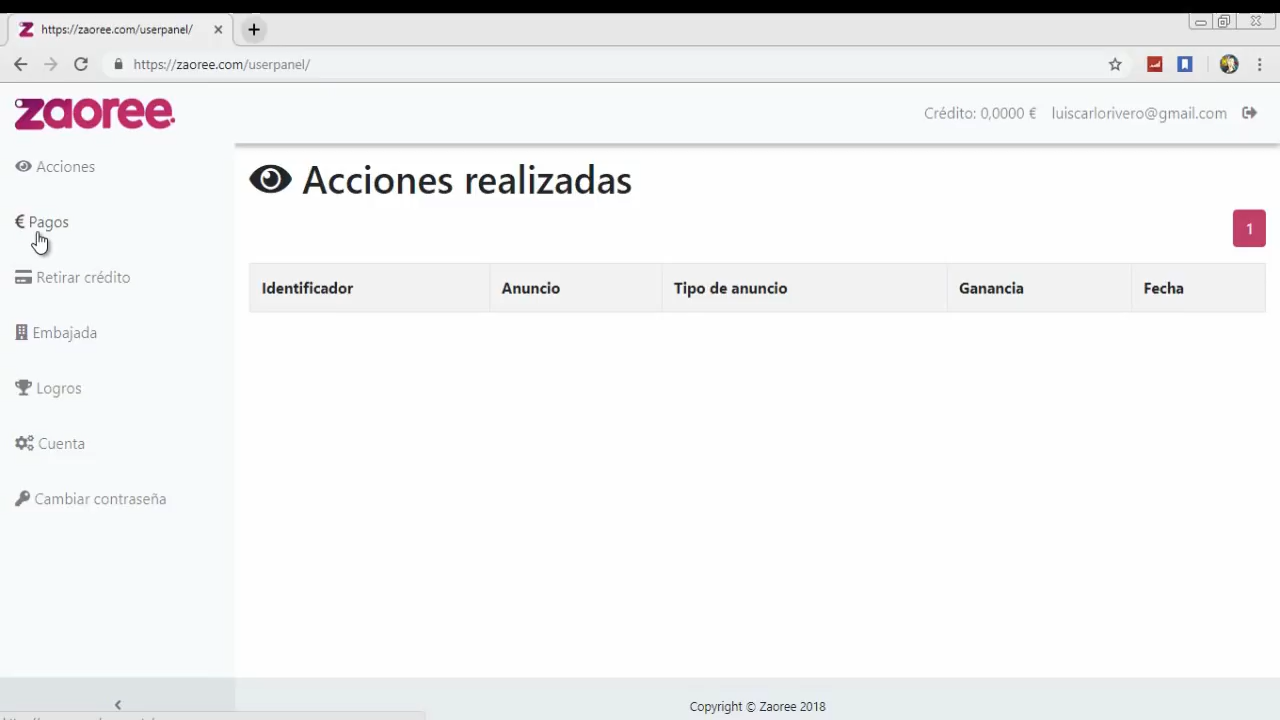 https://zaoree.com/userpanel/
https://zaoree.com/userpanel/
zaoree.
Crédito: 0,0000 € luiscarlorivero@gmail.com
Acciones
Pagos
Retirar crédito
Embajada
Logros
Cuenta
Cambiar contraseña
Acciones realizadas
1
Identificador Anuncio Tipo de anuncio Ganancia Fecha
Copyright © Zaoree 2018